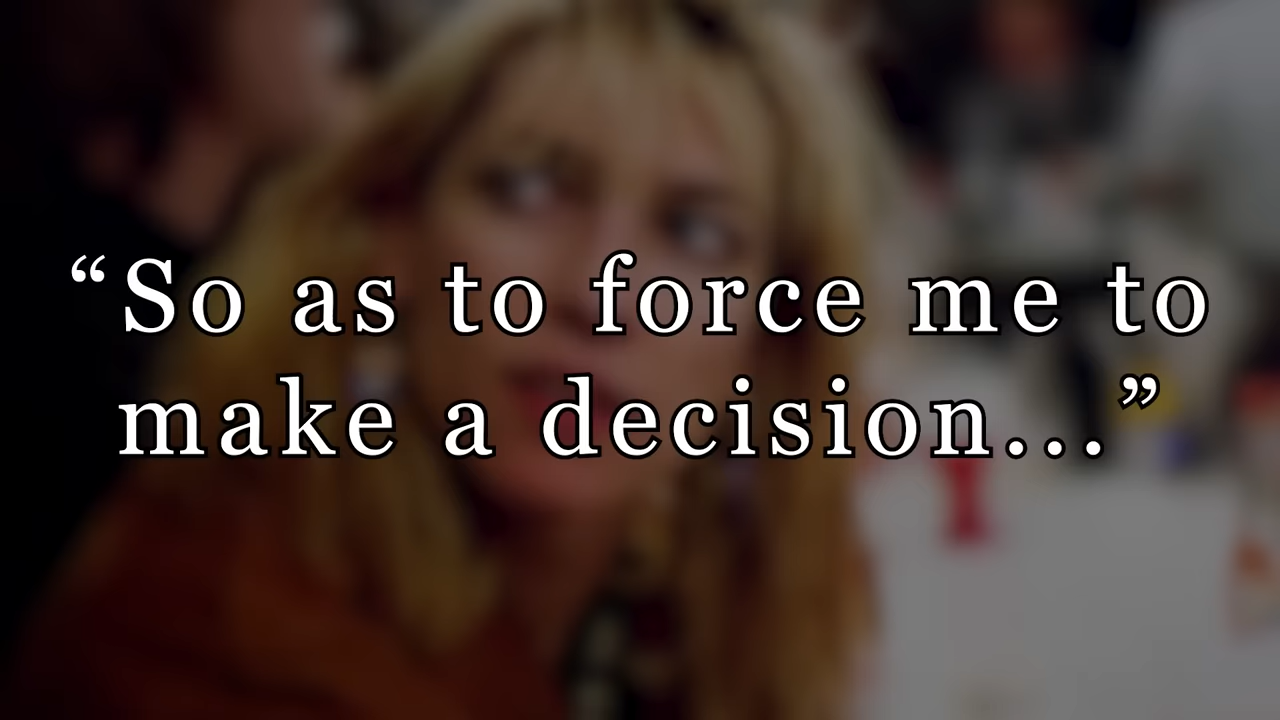 “So as to force me to
make a decision...”